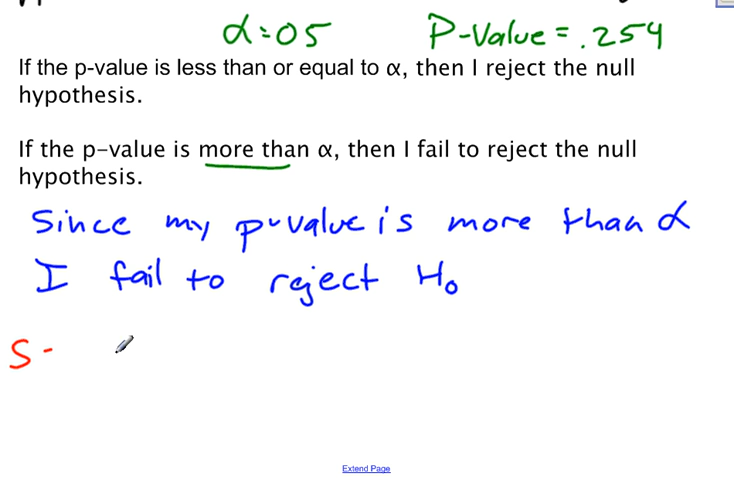 α=05 P-Value = .254
If the p-value is less than or equal to α, then I reject the null
hypothesis.
If the p-value is more than α, then I fail to reject the null
hypothesis.
Since my p-value is more than α
I fail to reject H₀
S -
Extend Page